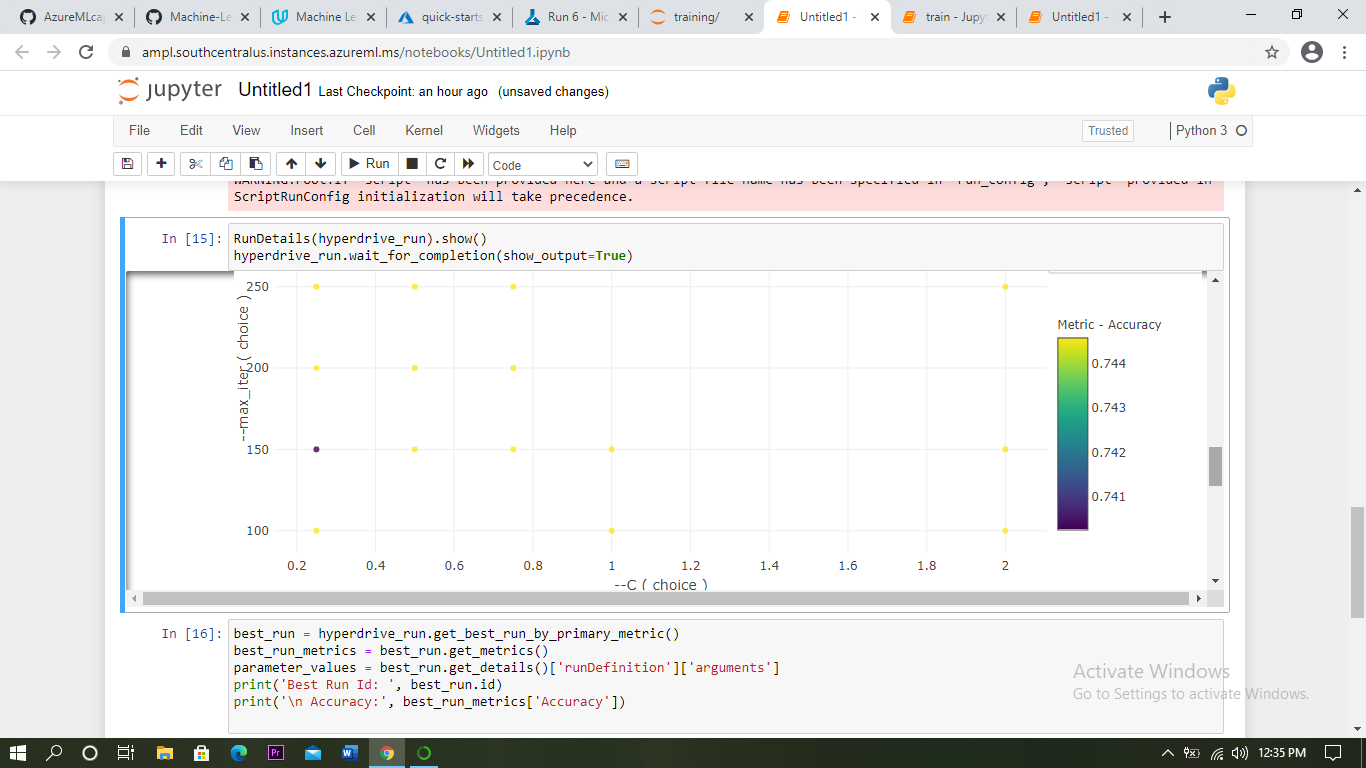 AzureMLca
Machine-Le
Machine Le
quick-starts
Run 6 - Mic
training/
Untitled1 -
train - Jupy
Untitled1 -
ampl.southcentralus.instances.azureml.ms/notebooks/Untitled1.ipynb
jupyter Untitled1 Last Checkpoint: an hour ago (unsaved changes)
File Edit View Insert Cell Kernel Widgets Help Trusted Python 3
Run Code
ScriptRunConfig initialization will take precedence.
In [15]: RunDetails(hyperdrive_run).show()
hyperdrive_run.wait_for_completion(show_output=True)
--max_iter ( choice )
250
200
150
100
0.2 0.4 0.6 0.8 1 1.2 1.4 1.6 1.8 2
--C ( choice )
Metric - Accuracy
0.744
0.743
0.742
0.741
In [16]: best_run = hyperdrive_run.get_best_run_by_primary_metric()
best_run_metrics = best_run.get_metrics()
parameter_values = best_run.get_details()['runDefinition']['arguments']
print('Best Run Id: ', best_run.id)
print('\n Accuracy:', best_run_metrics['Accuracy'])
Activate Windows
Go to Settings to activate Windows.
Pr
W
12:35 PM